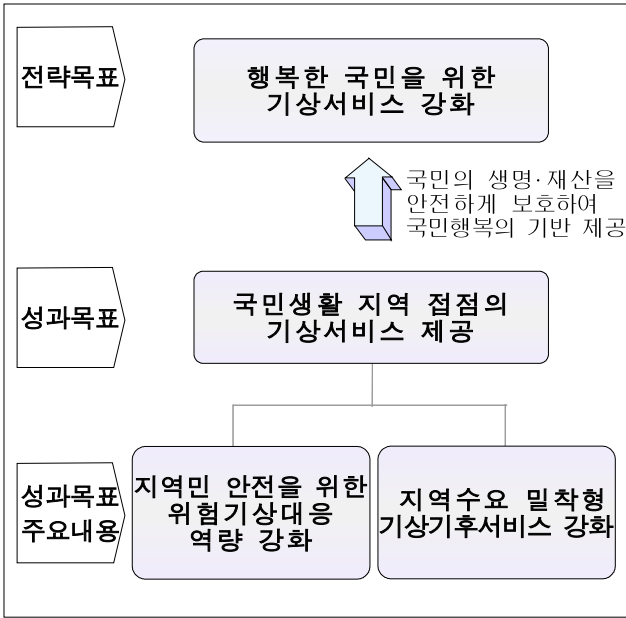 전략목표
행복한 국민을 위한
기상서비스 강화
국민의 생명·재산을
안전하게 보호하여
국민행복의 기반 제공
성과목표
국민생활 지역 접점의
기상서비스 제공
성과목표
주요내용
지역민 안전을 위한
위험기상대응
역량 강화
지역수요 밀착형
기상기후서비스 강화